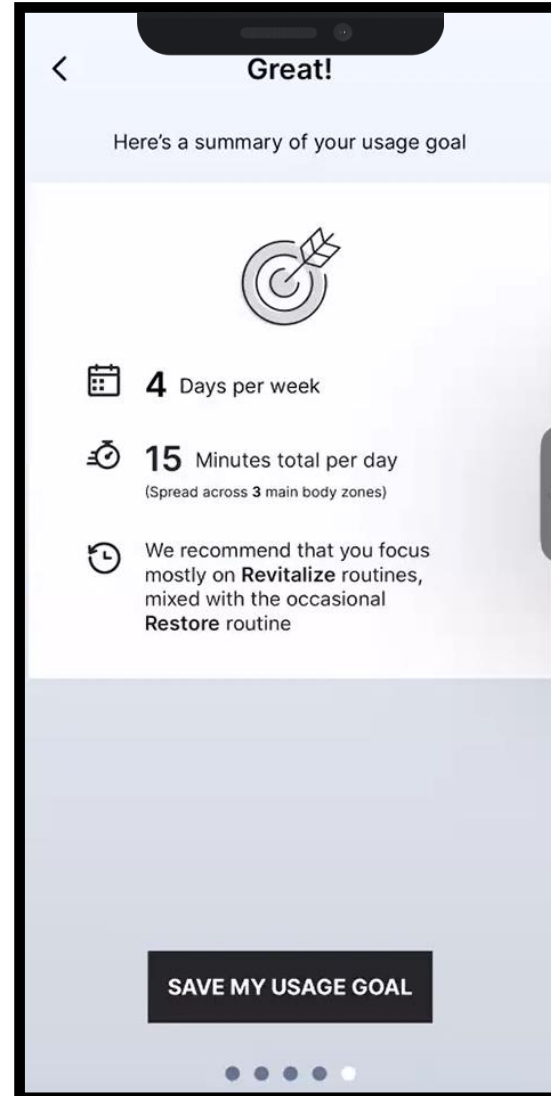 Great!
Here's a summary of your usage goal
4 Days per week
15 Minutes total per day
(Spread across 3 main body zones)
We recommend that you focus
mostly on Revitalize routines,
mixed with the occasional
Restore routine
SAVE MY USAGE GOAL